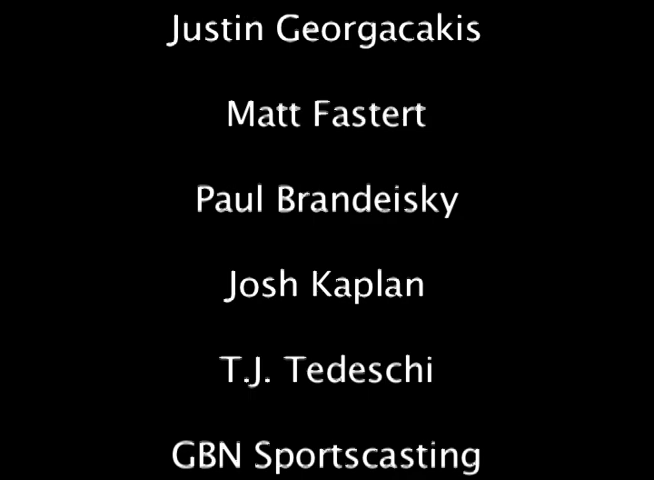 Justin Georgacakis
Matt Fastert
Paul Brandeisky
Josh Kaplan
T.J. Tedeschi
GBN Sportscasting